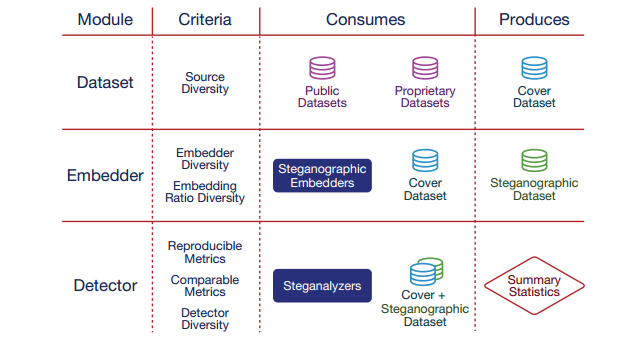 Module
Criteria
Consumes
Produces
Dataset
Source
Diversity
Public
Datasets
Proprietary
Datasets
Cover
Dataset
Embedder
Embedder
Diversity
Embedding
Ratio Diversity
Steganographic
Embedders
Cover
Dataset
Steganographic
Dataset
Detector
Reproducible
Metrics
Comparable
Metrics
Detector
Diversity
Steganalyzers
Cover +
Steganographic
Dataset
Summary
Statistics